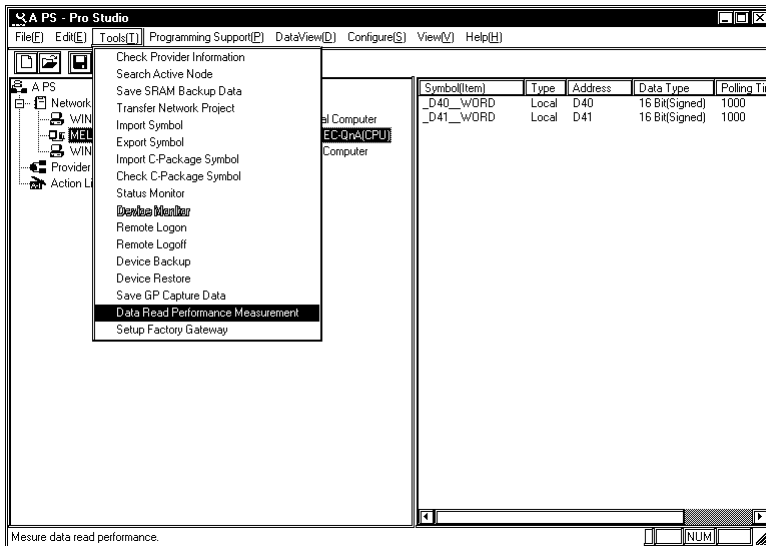 A PS - Pro Studio
File(F) Edit(E) Tools(T) Programming Support(P) DataView(D) Configure(S) View(V) Help(H)
Check Provider Information
Search Active Node
Save SRAM Backup Data
Transfer Network Project
Import Symbol
Export Symbol
Import C-Package Symbol
Check C-Package Symbol
Status Monitor
Device Monitor
Remote Logon
Remote Logoff
Device Backup
Device Restore
Save GP Capture Data
Data Read Performance Measurement
Setup Factory Gateway
A PS
Network
WIN
al Computer
MEL
EC-QnA(CPU)
WIN
Computer
Provider
Action Li
Symbol(Item) Type Address Data Type Polling Ti
_D40__WORD Local D40 16 Bit(Signed) 1000
_D41__WORD Local D41 16 Bit(Signed) 1000
Mesure data read performance.
NUM